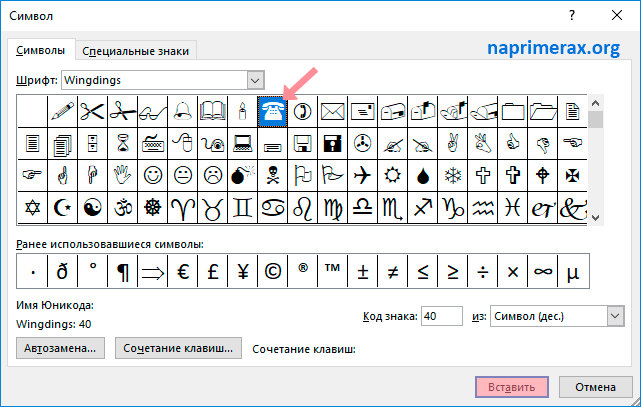 Символ
Символы
Специальные знаки
naprimerax.org
Шрифт: Wingdings
Ранее использовавшиеся символы:
· ð ° ¶ ⇒ € £ ¥ © ® ™ ± ≠ ≤ ≥ ÷ × ∞ µ
Имя Юникода:
Wingdings: 40
Код знака: 40 из: Символ (дес.)
Автозамена... Сочетание клавиш... Сочетание клавиш:
Вставить Отмена